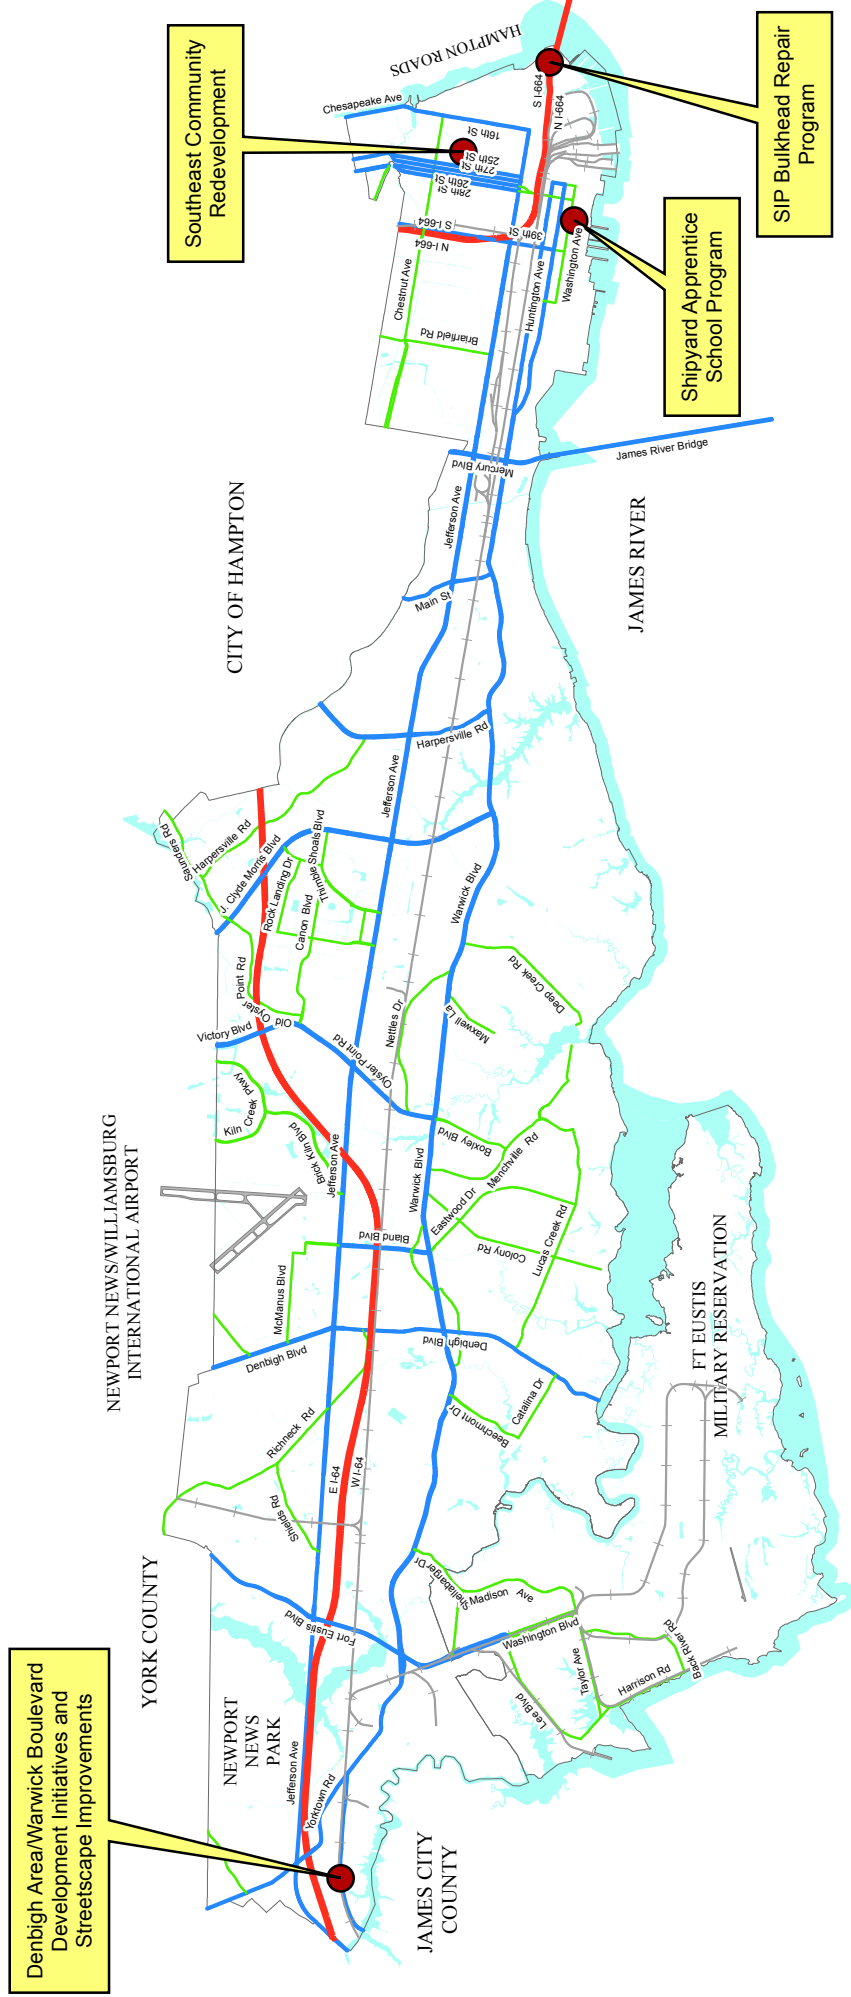 Denbigh Area/Warwick Boulevard
Development Initiatives and
Streetscape Improvements
Southeast Community
Redevelopment
SIP Bulkhead Repair
Program
Shipyard Apprentice
School Program
YORK COUNTY
NEWPORT NEWS/WILLIAMSBURG
INTERNATIONAL AIRPORT
CITY OF HAMPTON
HAMPTON ROADS
NEWPORT
NEWS
PARK
JAMES CITY
COUNTY
FT EUSTIS
MILITARY RESERVATION
JAMES RIVER
Jefferson Ave
Yorktown Rd
Fort Eustis Blvd
Shields Rd
Richneck Rd
E I-64
W I-64
Denbigh Blvd
McManus Blvd
Denbigh Blvd
Bland Blvd
Jefferson Ave
Brick Kiln Blvd
Kiln Creek Pkwy
Victory Blvd
Old Oyster Point Rd
Oyster Point Rd
Canon Blvd
Rock Landing Dr
Thimble Shoals Blvd
J. Clyde Morris Blvd
Harpersville Rd
Saunders Rd
Jefferson Ave
Harpersville Rd
Main St
Jefferson Ave
Mercury Blvd
James River Bridge
Briarfield Rd
Chestnut Ave
N I-664
S I-664
39th St
Huntington Ave
Washington Ave
28th St
26th St
27th St
25th St
16th St
Chesapeake Ave
S I-664
N I-664
Warwick Blvd
Deep Creek Rd
Maxwell La
Nettles Dr
Warwick Blvd
Boxley Blvd
Menchville Rd
Eastwood Dr
Colony Rd
Lucas Creek Rd
Catalina Dr
Beechmont Dr
Shellabarger Dr
Madison Ave
Washington Blvd
Taylor Ave
Lee Blvd
Harrison Rd
Back River Rd